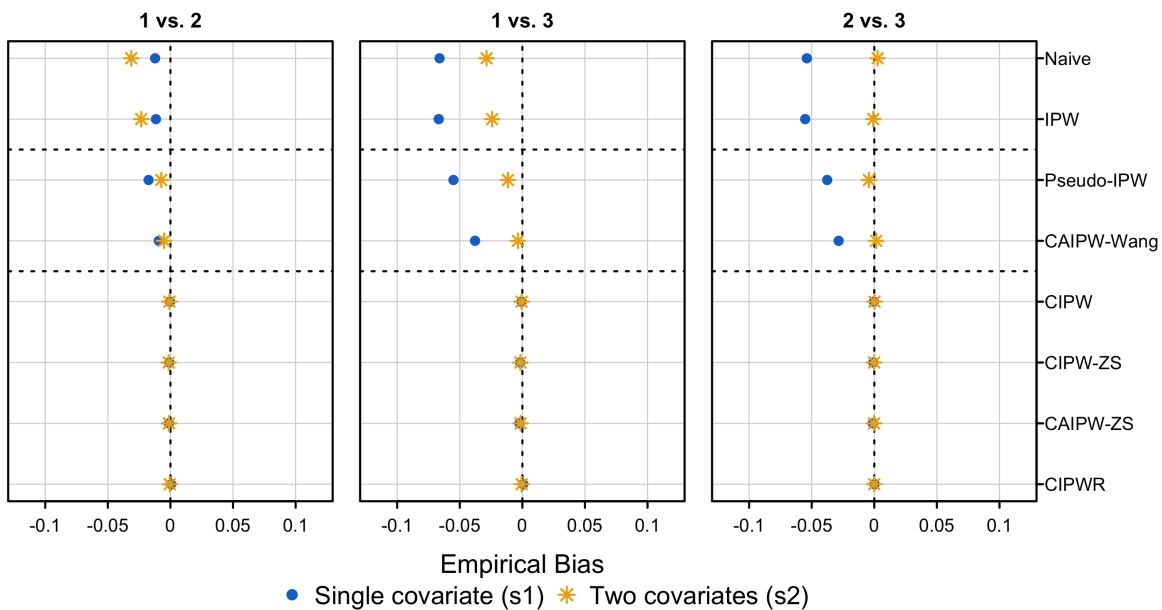 1 vs. 2
1 vs. 3
2 vs. 3
Naive
IPW
Pseudo-IPW
CAIPW-Wang
CIPW
CIPW-ZS
CAIPW-ZS
CIPWR
-0.1 -0.05 0 0.05 0.1
-0.1 -0.05 0 0.05 0.1
-0.1 -0.05 0 0.05 0.1
Empirical Bias
Single covariate (s1) Two covariates (s2)